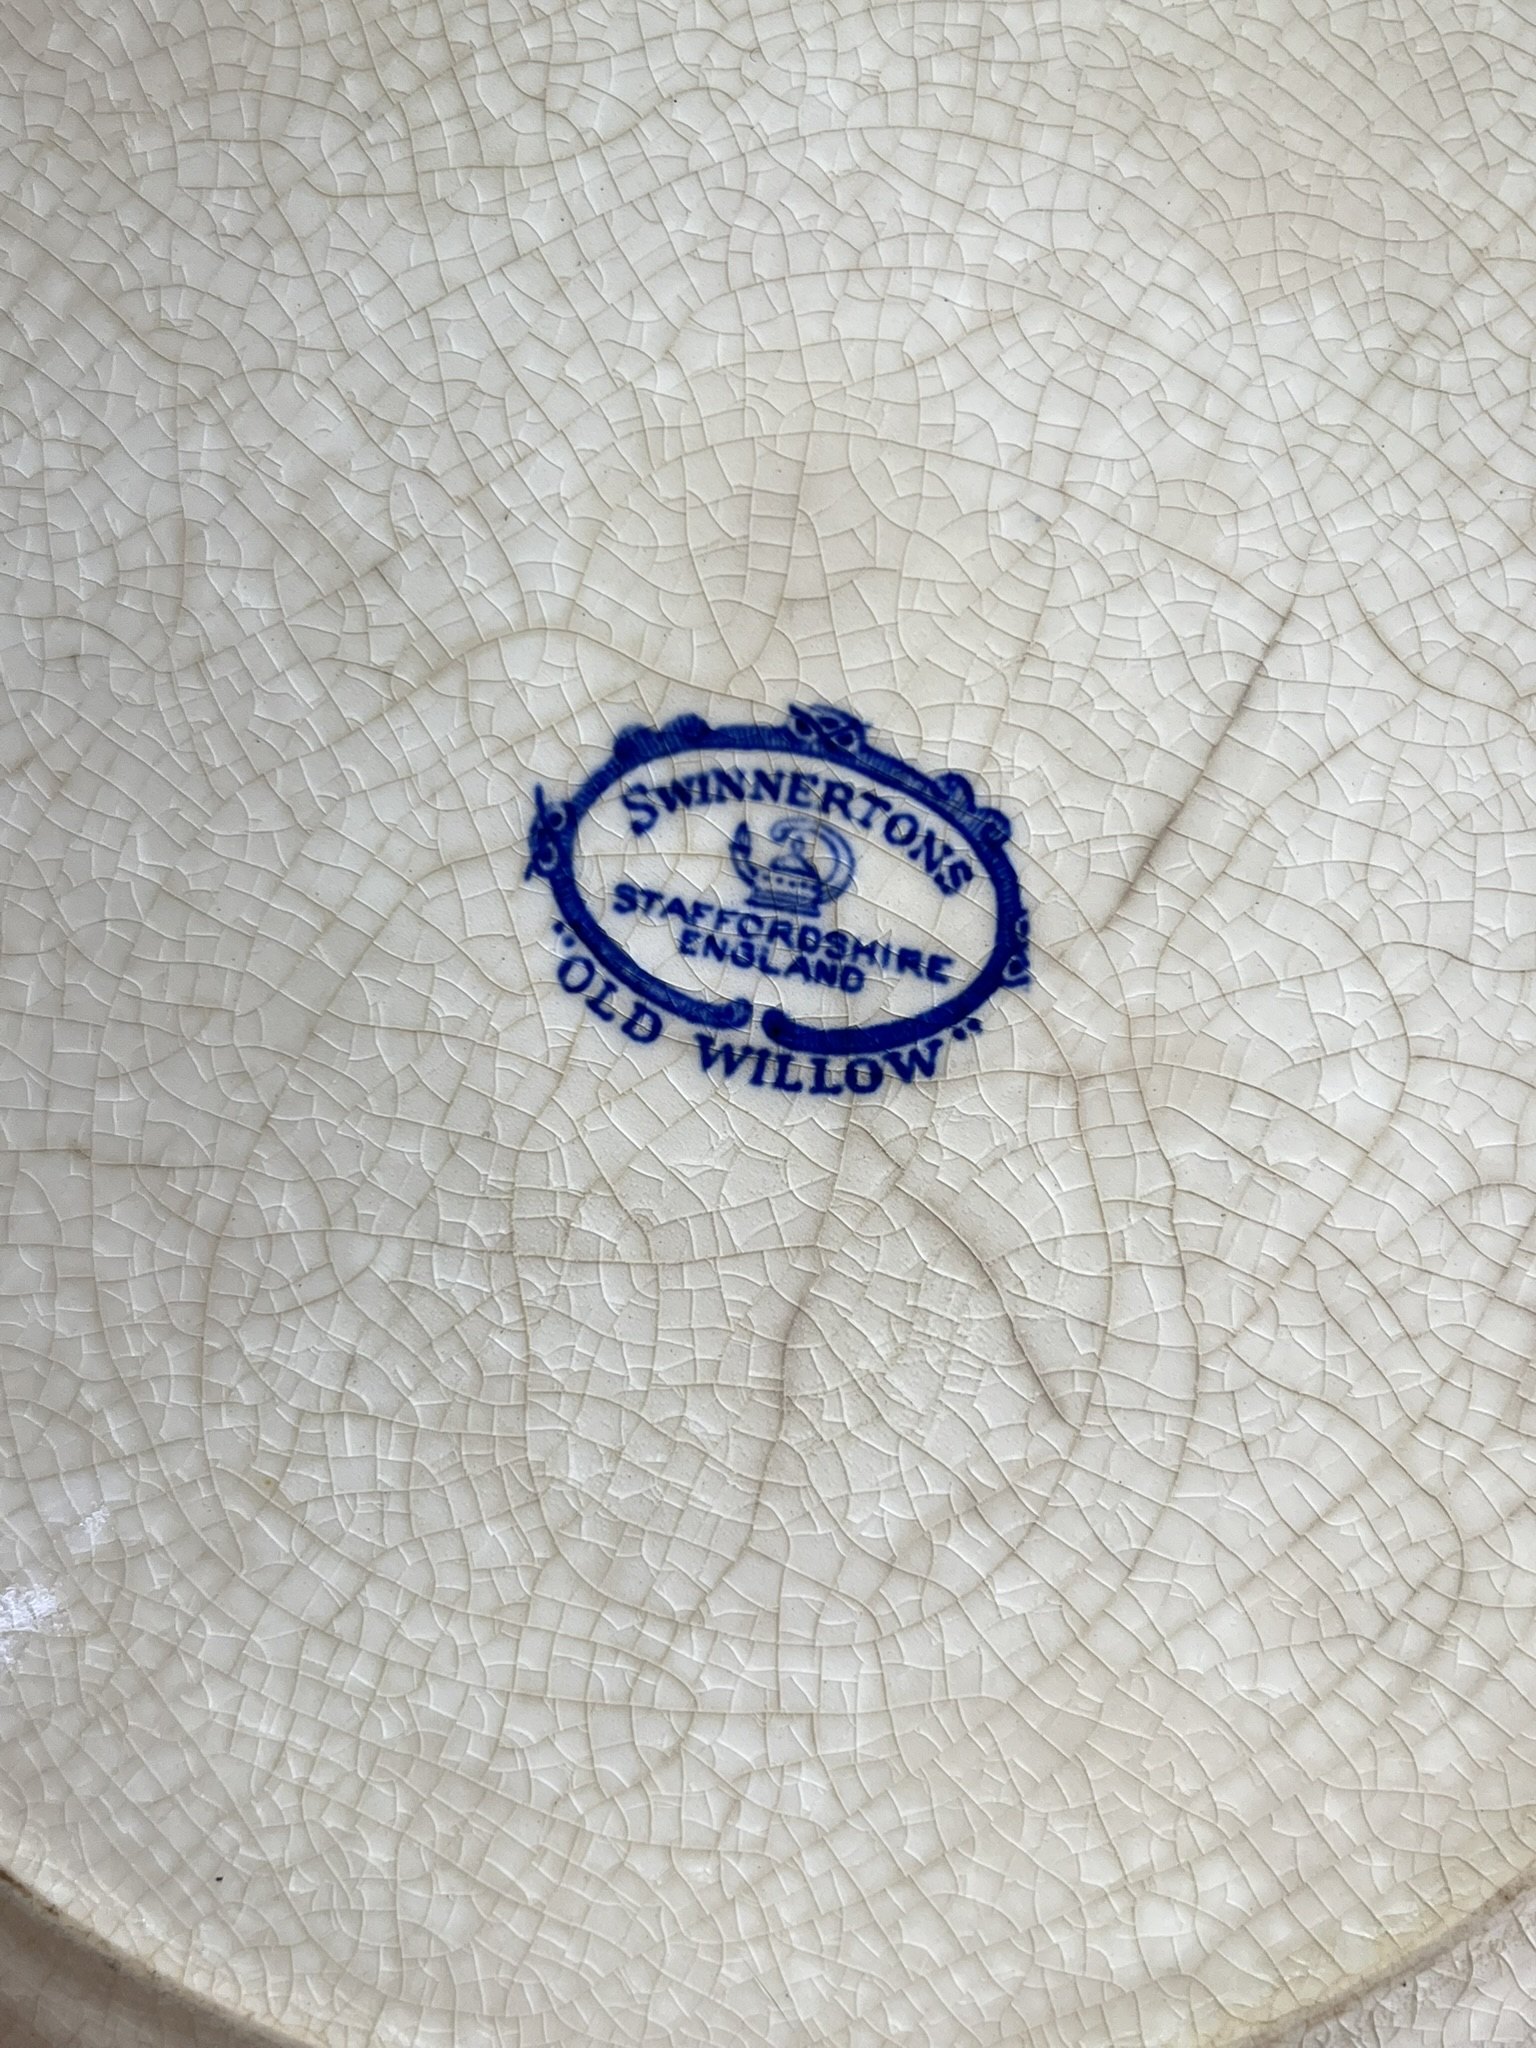 SWINNERTONS
STAFFORDSHIRE
ENGLAND
"OLD WILLOW"